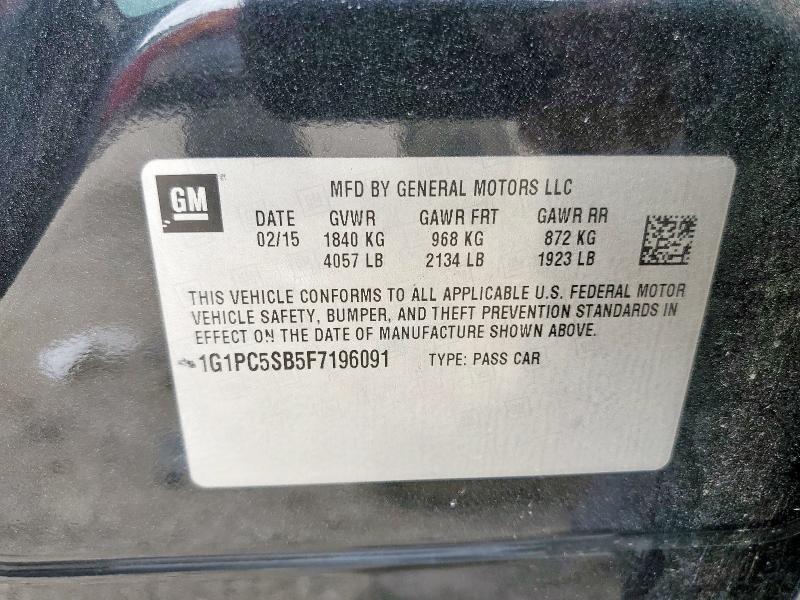 GM
MFD BY GENERAL MOTORS LLC
DATE GVWR GAWR FRT GAWR RR
02/15 1840 KG 968 KG 872 KG
4057 LB 2134 LB 1923 LB
THIS VEHICLE CONFORMS TO ALL APPLICABLE U.S. FEDERAL MOTOR
VEHICLE SAFETY, BUMPER, AND THEFT PREVENTION STANDARDS IN
EFFECT ON THE DATE OF MANUFACTURE SHOWN ABOVE.
1G1PC5SB5F7196091 TYPE: PASS CAR